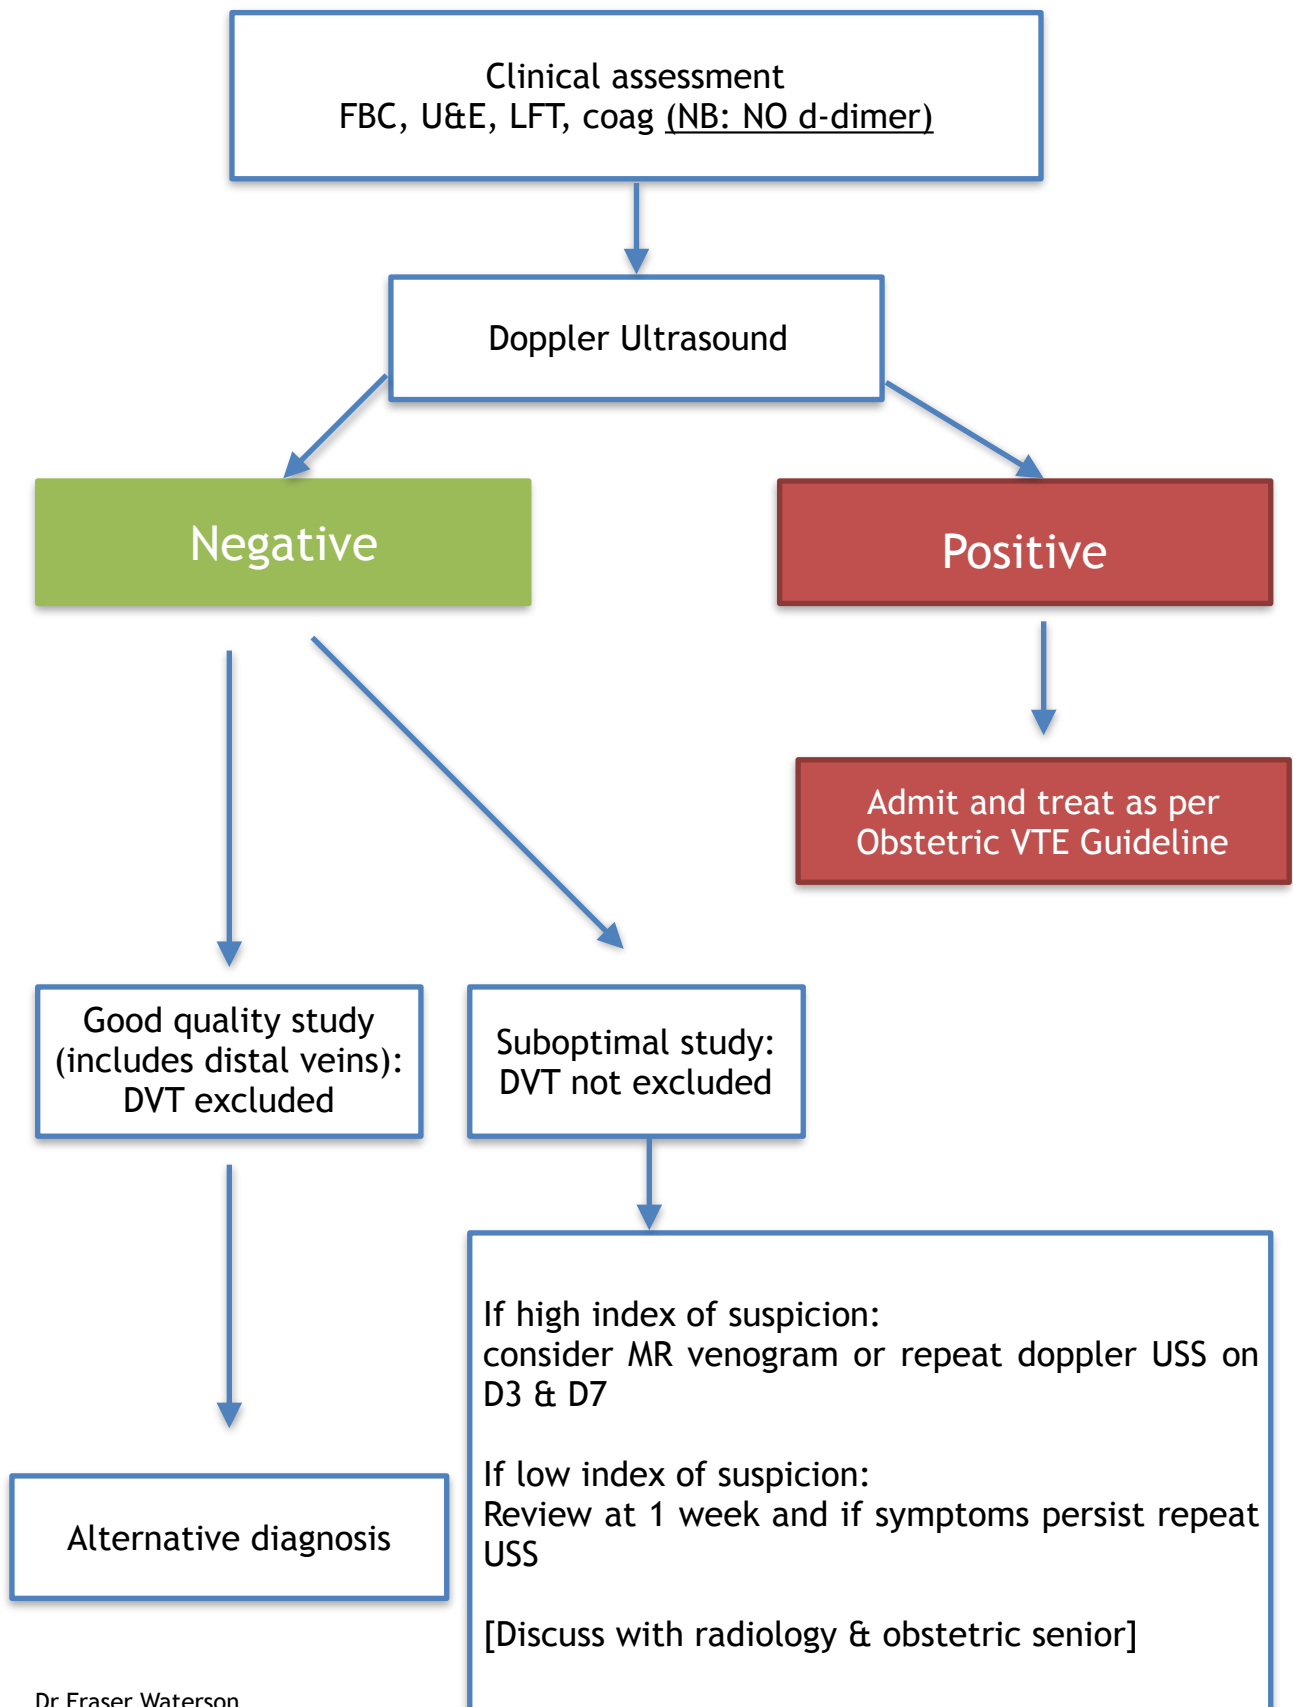 Clinical assessment
FBC, U&E, LFT, coag (NB: NO d-dimer)
Doppler Ultrasound
Negative
Positive
Admit and treat as per
Obstetric VTE Guideline
Good quality study
(includes distal veins):
DVT excluded
Suboptimal study:
DVT not excluded
If high index of suspicion:
consider MR venogram or repeat doppler USS on
D3 & D7
If low index of suspicion:
Review at 1 week and if symptoms persist repeat
USS
[Discuss with radiology & obstetric senior]
Alternative diagnosis
Dr Fraser Waterson